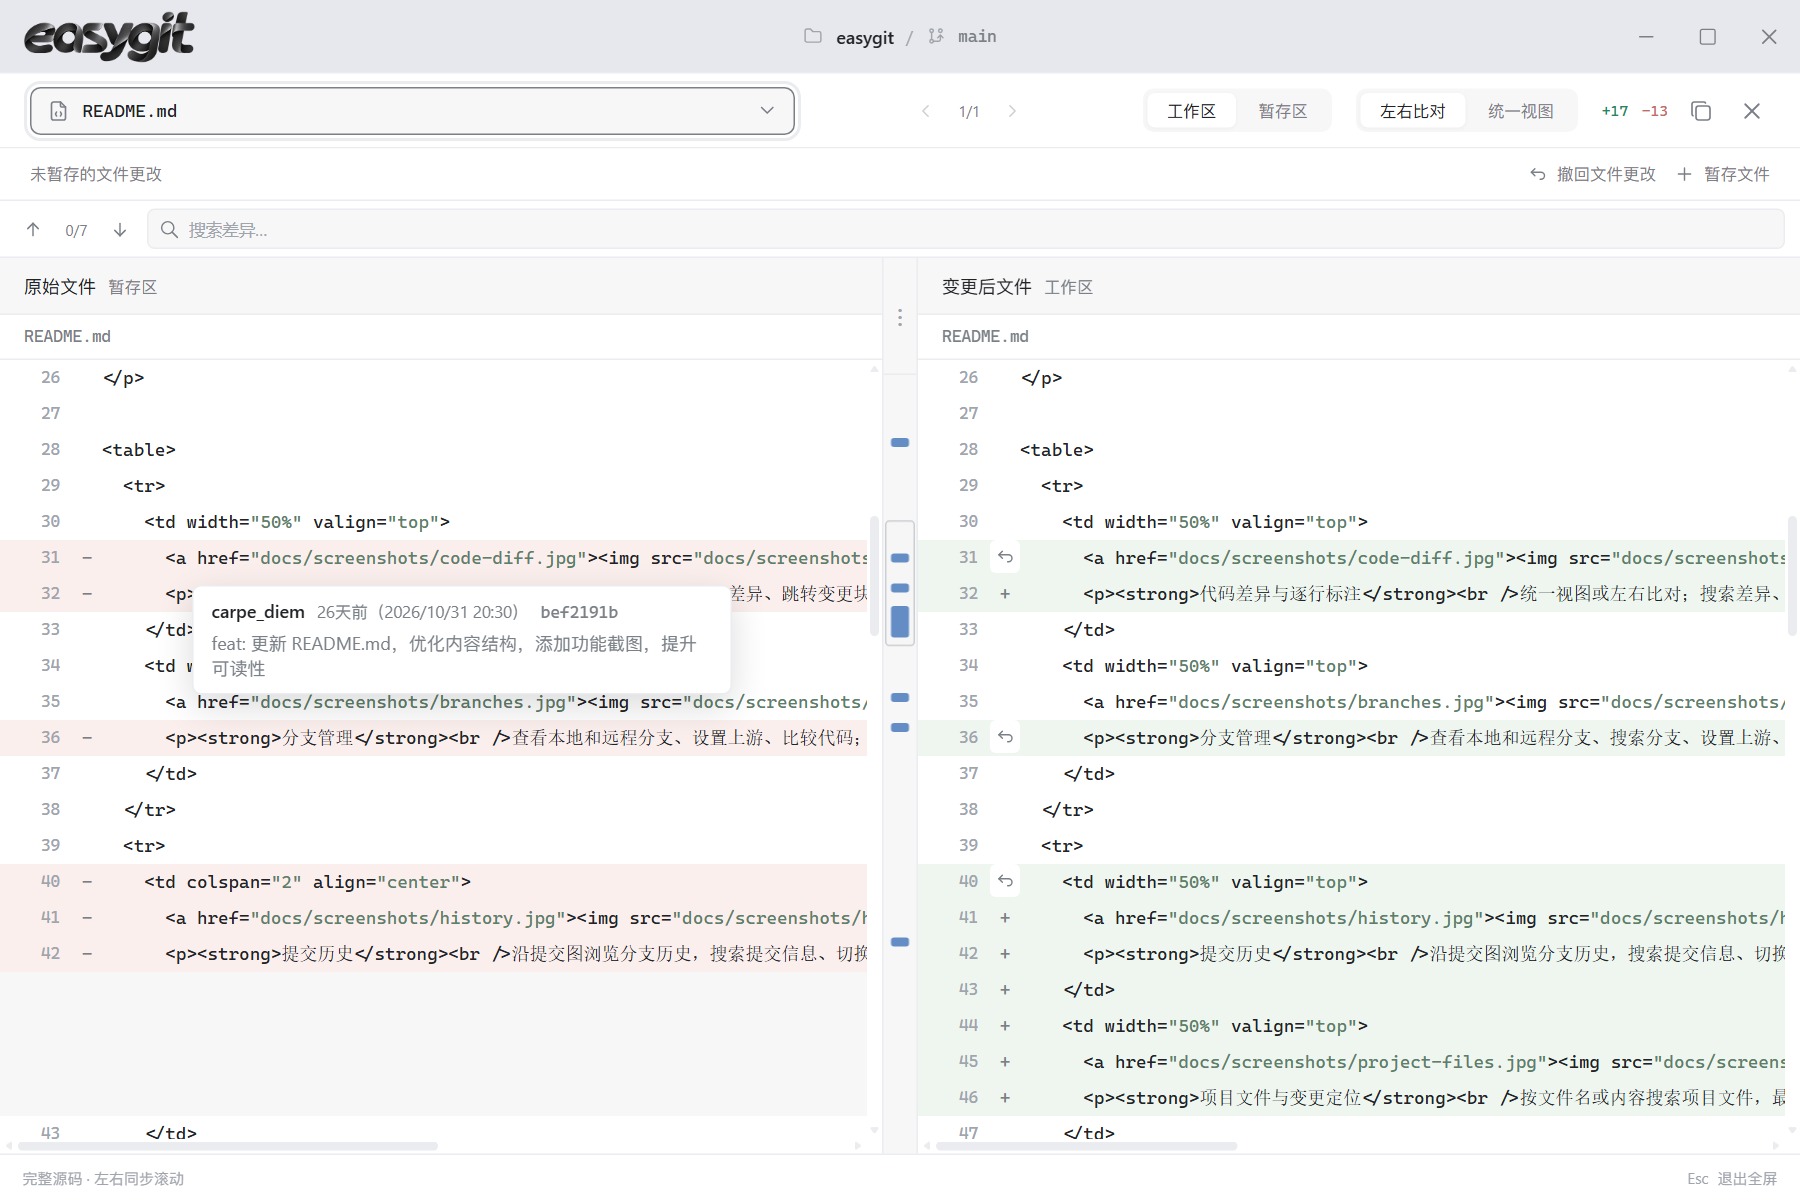 easygit
easygit / main
README.md
1/1
工作区 暂存区
左右比对 统一视图
+17 −13
未暂存的文件更改
撤回文件更改
暂存文件
0/7
搜索差异...
原始文件 暂存区
README.md
26 </p>
27
28 <table>
29 <tr>
30 <td width="50%" valign="top">
31 − <a href="docs/screenshots/code-diff.jpg"><img src="docs/screenshots
32 − <p> 差异、跳转变更块
carpe_diem 26天前（2026/10/31 20:30） bef2191b
feat: 更新 README.md，优化内容结构，添加功能截图，提升
可读性
33 </td>
34 <td
35 <a href="docs/screenshots/branches.jpg"><img src="docs/screenshots/
36 − <p><strong>分支管理</strong><br />查看本地和远程分支、设置上游、比较代码；
37 </td>
38 </tr>
39 <tr>
40 − <td colspan="2" align="center">
41 − <a href="docs/screenshots/history.jpg"><img src="docs/screenshots/h
42 − <p><strong>提交历史</strong><br />沿提交图浏览分支历史，搜索提交信息、切换
43 </td>
变更后文件 工作区
README.md
26 </p>
27
28 <table>
29 <tr>
30 <td width="50%" valign="top">
31 <a href="docs/screenshots/code-diff.jpg"><img src="docs/screenshots
32 + <p><strong>代码差异与逐行标注</strong><br />统一视图或左右比对；搜索差异、
33 </td>
34 <td width="50%" valign="top">
35 <a href="docs/screenshots/branches.jpg"><img src="docs/screenshots/
36 <p><strong>分支管理</strong><br />查看本地和远程分支、搜索分支、设置上游、
37 </td>
38 </tr>
39 <tr>
40 <td width="50%" valign="top">
41 + <a href="docs/screenshots/history.jpg"><img src="docs/screenshots/h
42 + <p><strong>提交历史</strong><br />沿提交图浏览分支历史，搜索提交信息、切换
43 + </td>
44 + <td width="50%" valign="top">
45 + <a href="docs/screenshots/project-files.jpg"><img src="docs/screens
46 + <p><strong>项目文件与变更定位</strong><br />按文件名或内容搜索项目文件，最
47 </td>
完整源码 · 左右同步滚动
Esc 退出全屏